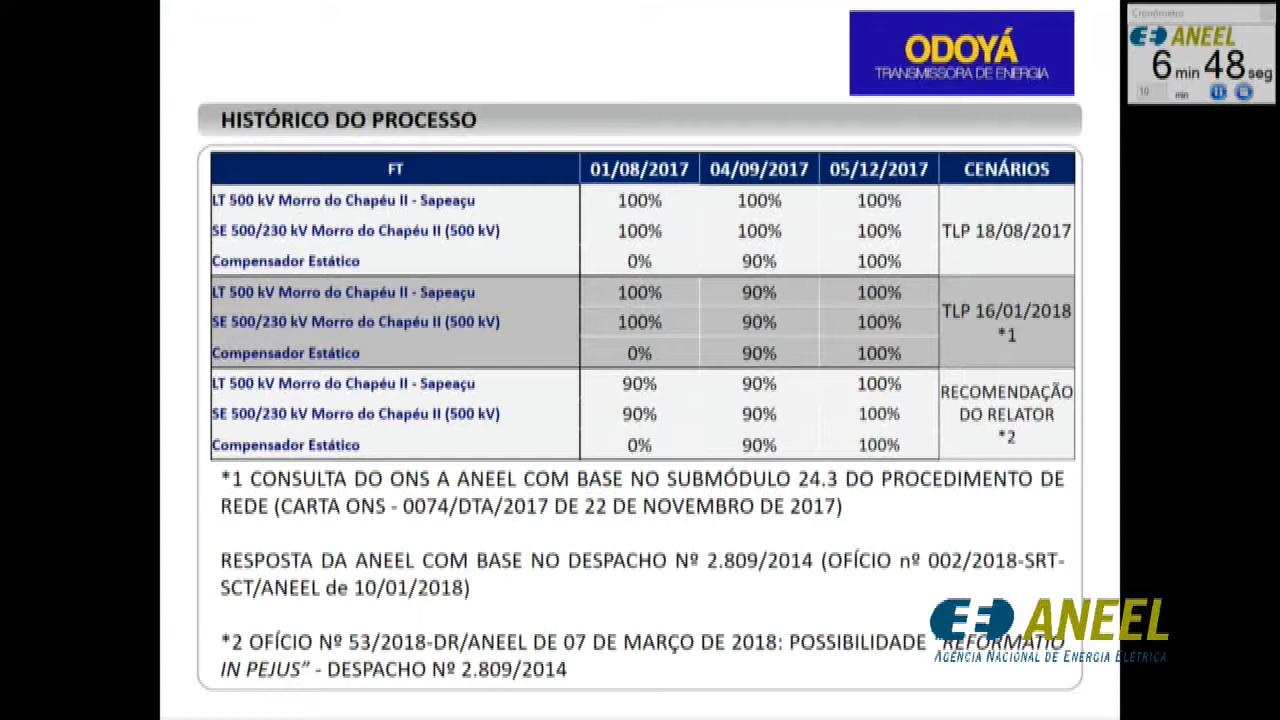 ODOYÁ
TRANSMISSORA DE ENERGIA
Cronômetro
ANEEL
6 min 48 seg
10 min
HISTÓRICO DO PROCESSO
FT 01/08/2017 04/09/2017 05/12/2017 CENÁRIOS
LT 500 kV Morro do Chapéu II - Sapeaçu 100% 100% 100%
SE 500/230 kV Morro do Chapéu II (500 kV) 100% 100% 100% TLP 18/08/2017
Compensador Estático 0% 90% 100%
LT 500 kV Morro do Chapéu II - Sapeaçu 100% 90% 100%
SE 500/230 kV Morro do Chapéu II (500 kV) 100% 90% 100% TLP 16/01/2018
*1
Compensador Estático 0% 90% 100%
LT 500 kV Morro do Chapéu II - Sapeaçu 90% 90% 100% RECOMENDAÇÃO
SE 500/230 kV Morro do Chapéu II (500 kV) 90% 90% 100% DO RELATOR
*2
Compensador Estático 0% 90% 100%
*1 CONSULTA DO ONS A ANEEL COM BASE NO SUBMÓDULO 24.3 DO PROCEDIMENTO DE
REDE (CARTA ONS - 0074/DTA/2017 DE 22 DE NOVEMBRO DE 2017)
RESPOSTA DA ANEEL COM BASE NO DESPACHO Nº 2.809/2014 (OFÍCIO nº 002/2018-SRT-
SCT/ANEEL de 10/01/2018)
*2 OFÍCIO Nº 53/2018-DR/ANEEL DE 07 DE MARÇO DE 2018: POSSIBILIDADE "REFORMATIO
IN PEJUS" - DESPACHO Nº 2.809/2014
ANEEL
AGÊNCIA NACIONAL DE ENERGIA ELÉTRICA